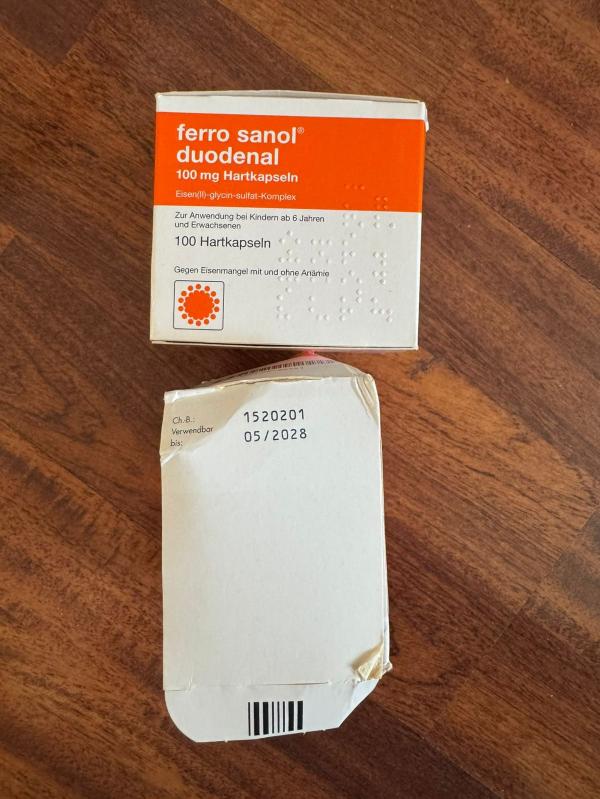 ferro sanol®
duodenal
100 mg Hartkapseln
Eisen(II)-glycin-sulfat-Komplex
Zur Anwendung bei Kindern ab 6 Jahren
und Erwachsenen
100 Hartkapseln
Gegen Eisenmangel mit und ohne Anämie
Ch.-B.: 1520201
Verwendbar
bis: 05/2028